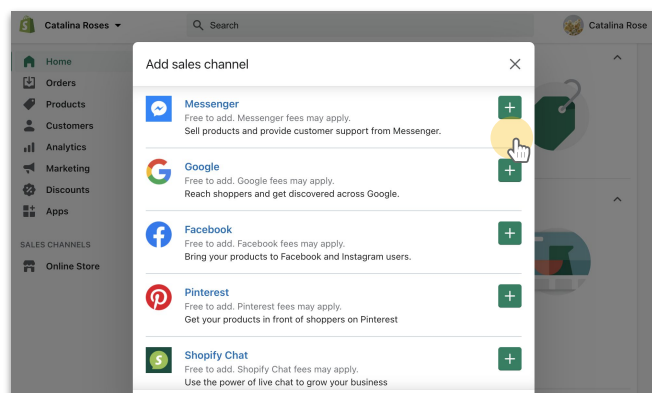 Catalina Roses
Search
Catalina Rose
Home
Orders
Products
Customers
Analytics
Marketing
Discounts
Apps
SALES CHANNELS
Online Store
Add sales channel
Messenger
Free to add. Messenger fees may apply.
Sell products and provide customer support from Messenger.
Google
Free to add. Google fees may apply.
Reach shoppers and get discovered across Google.
Facebook
Free to add. Facebook fees may apply.
Bring your products to Facebook and Instagram users.
Pinterest
Free to add. Pinterest fees may apply.
Get your products in front of shoppers on Pinterest
Shopify Chat
Free to add. Shopify Chat fees may apply.
Use the power of live chat to grow your business